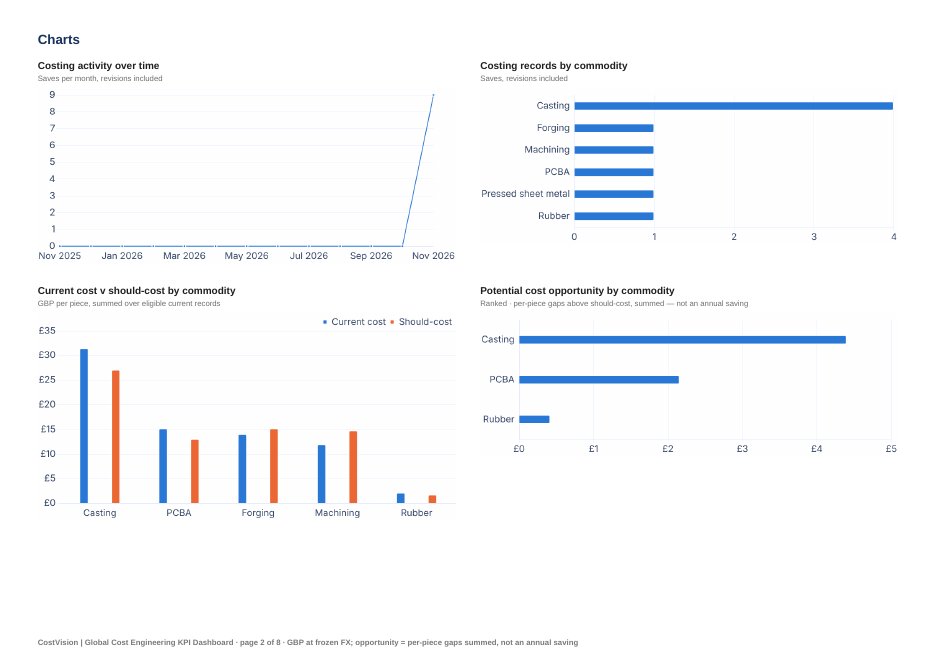 Charts
Costing activity over time
Saves per month, revisions included
9
8
7
6
5
4
3
2
1
0
Nov 2025 Jan 2026 Mar 2026 May 2026 Jul 2026 Sep 2026 Nov 2026
Costing records by commodity
Saves, revisions included
Casting
Forging
Machining
PCBA
Pressed sheet metal
Rubber
0 1 2 3 4
Current cost v should-cost by commodity
GBP per piece, summed over eligible current records
Current cost Should-cost
£35
£30
£25
£20
£15
£10
£5
£0
Casting PCBA Forging Machining Rubber
Potential cost opportunity by commodity
Ranked · per-piece gaps above should-cost, summed — not an annual saving
Casting
PCBA
Rubber
£0 £1 £2 £3 £4 £5
CostVision | Global Cost Engineering KPI Dashboard · page 2 of 8 · GBP at frozen FX; opportunity = per-piece gaps summed, not an annual saving